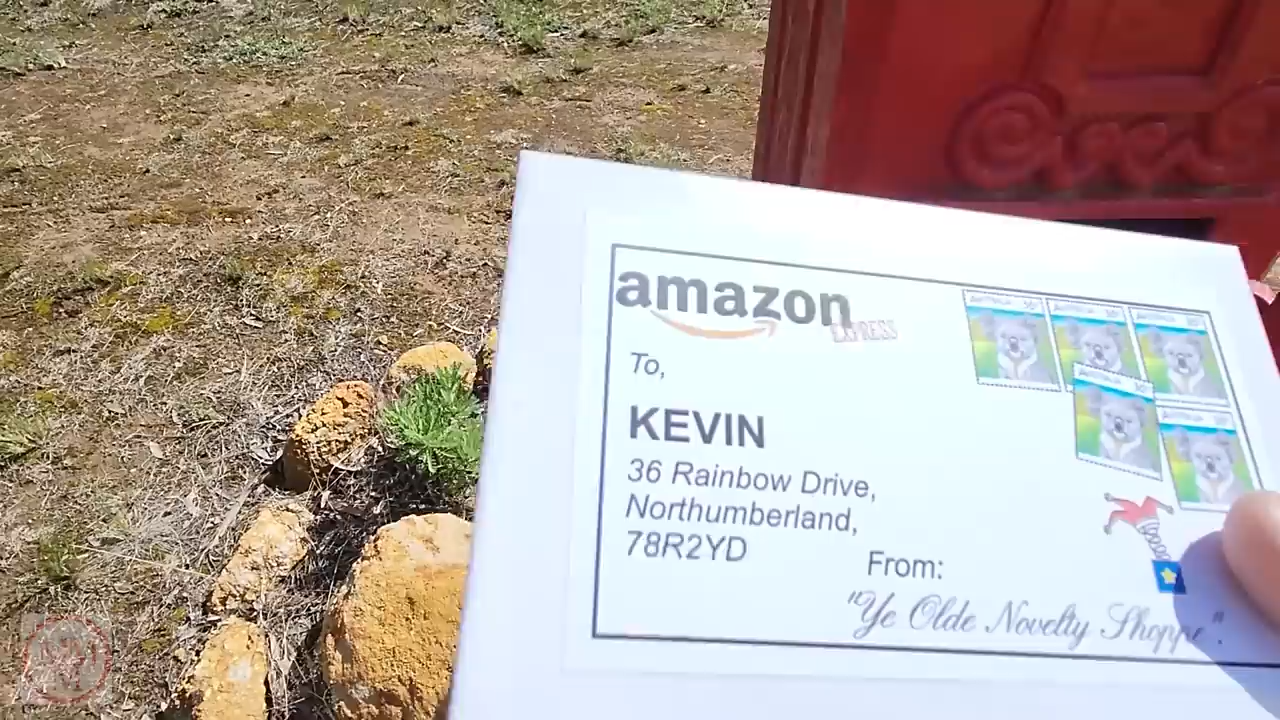 amazon
EXPRESS
To,
KEVIN
36 Rainbow Drive,
Northumberland,
78R2YD
From:
"Ye Olde Novelty Shoppe".